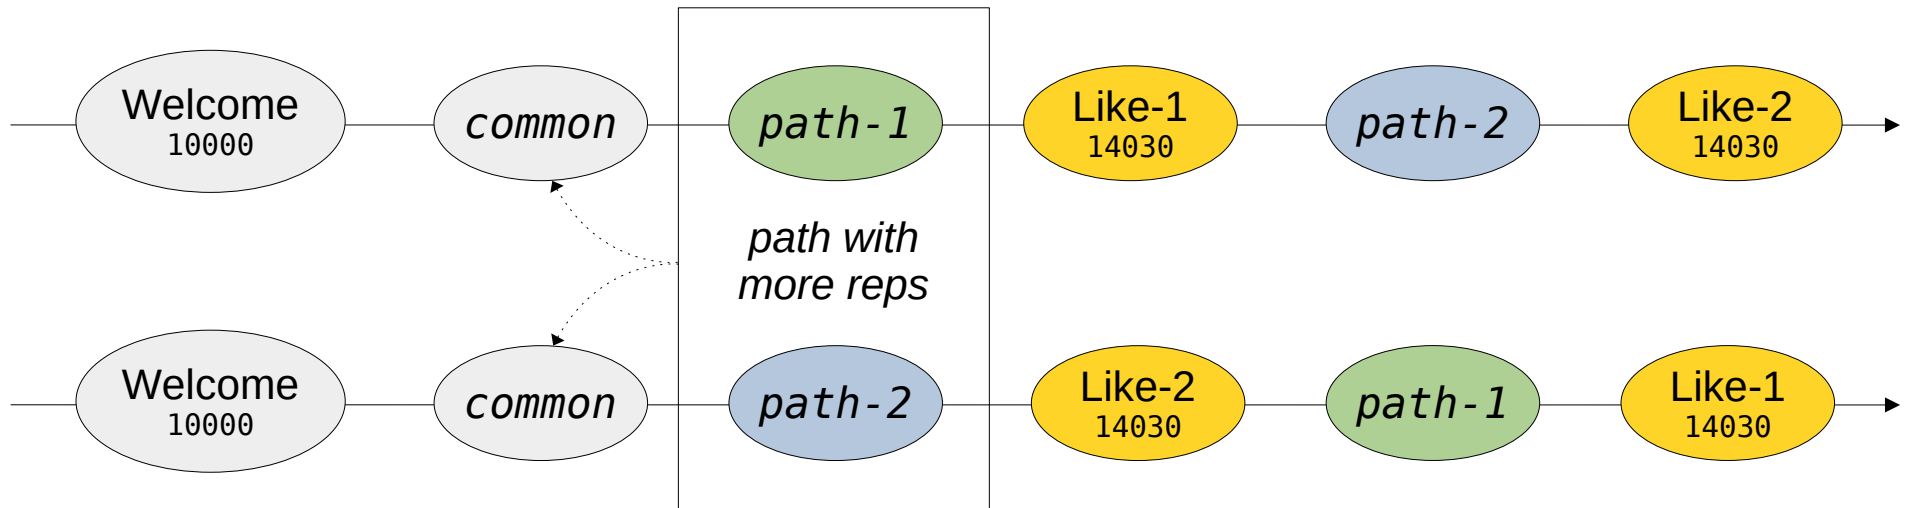 Welcome
10000
common
path-1
Like-1
14030
path-2
Like-2
14030
path with
more reps
Welcome
10000
common
path-2
Like-2
14030
path-1
Like-1
14030